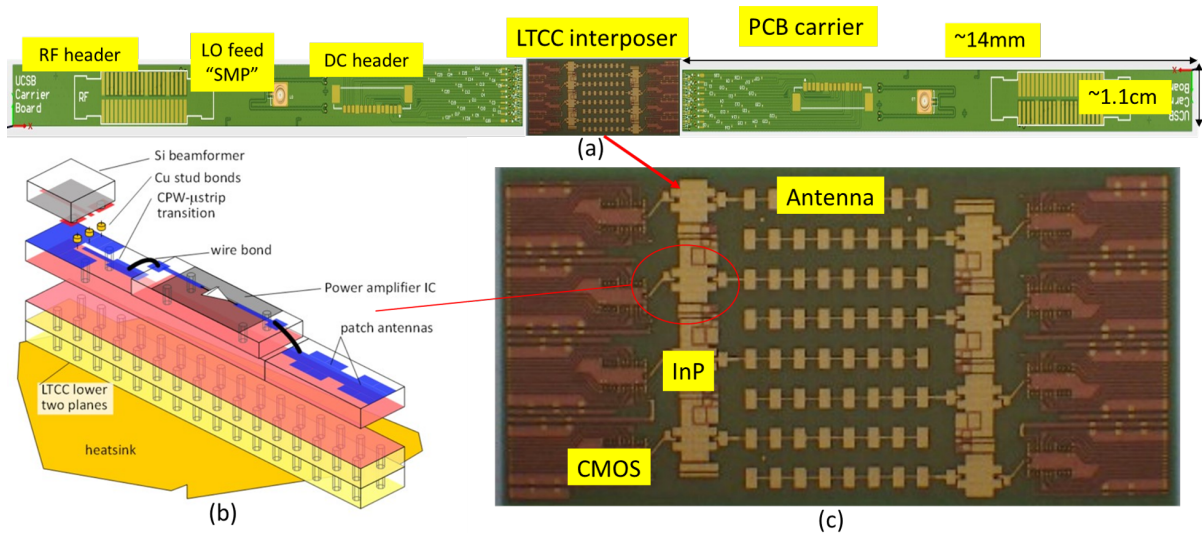 RF header
LO feed
“SMP”
DC header
LTCC interposer
PCB carrier
~14mm
~1.1cm
UCSB
Carrier
Board
RF
x
x
(a)
Si beamformer
Cu stud bonds
CPW-μstrip
transition
wire bond
Power amplifier IC
patch antennas
LTCC lower
two planes
heatsink
(b)
Antenna
InP
CMOS
(c)